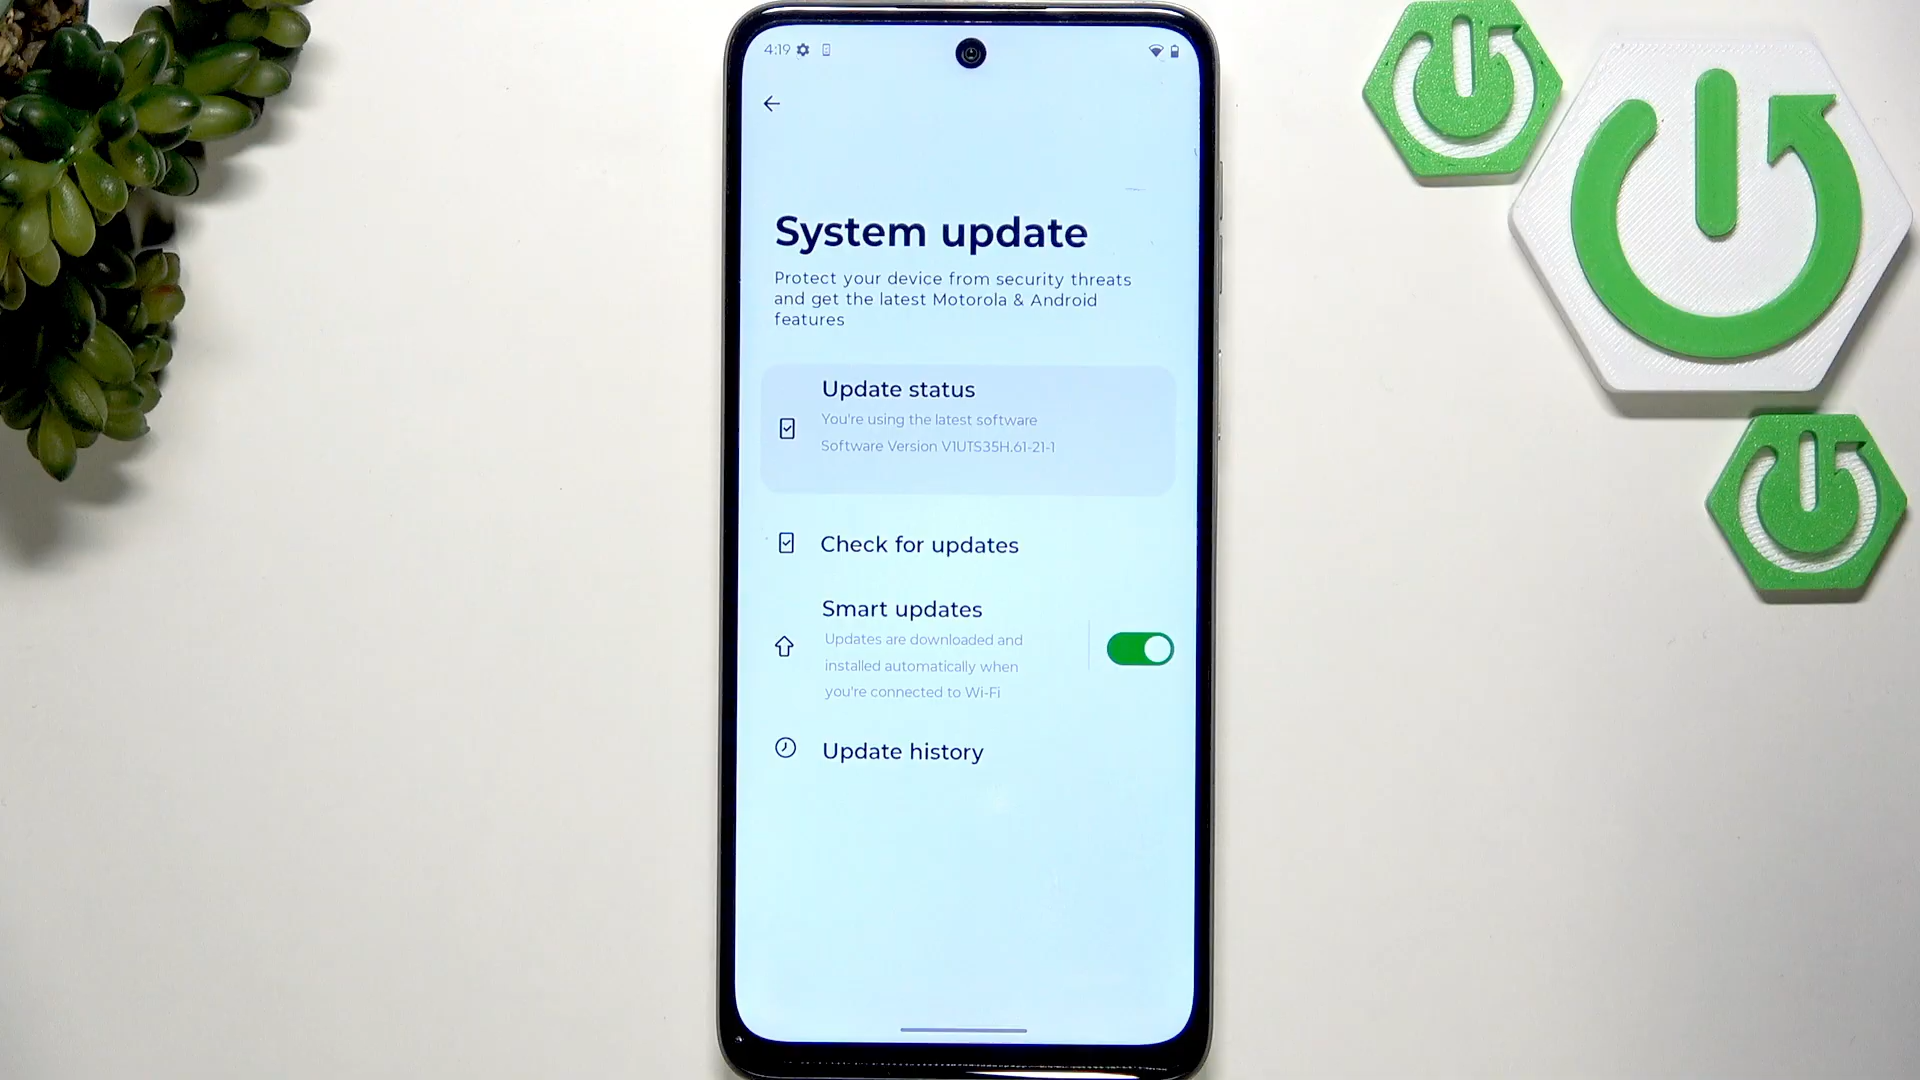 4:19
System update
Protect your device from security threats
and get the latest Motorola & Android
features
Update status
You're using the latest software
Software Version V1UTS35H.61-21-1
Check for updates
Smart updates
Updates are downloaded and
installed automatically when
you're connected to Wi-Fi
Update history